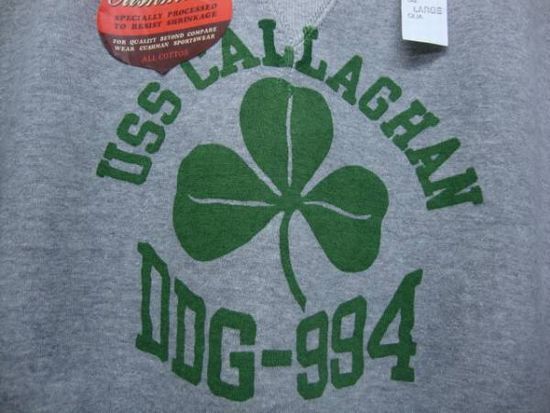 SPECIALLY PROCESSED
TO RESIST SHRINKAGE
FOR QUALITY BEYOND COMPARE
WEAR CUSHMAN SPORTSWEAR
ALL COTTON
LARGE
USS CALLAGHAN
DDG-994